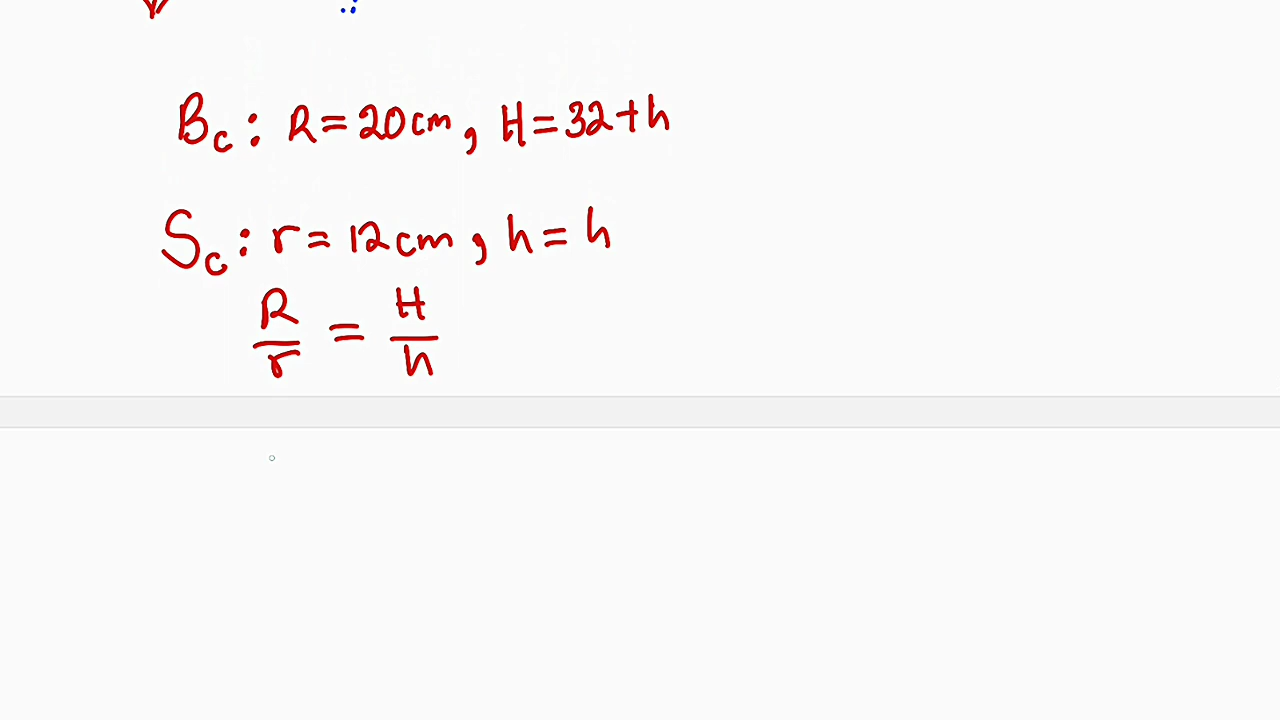 Bc: R=20cm, H=32+h
Sc: r=12cm, h=h
R/r = H/h